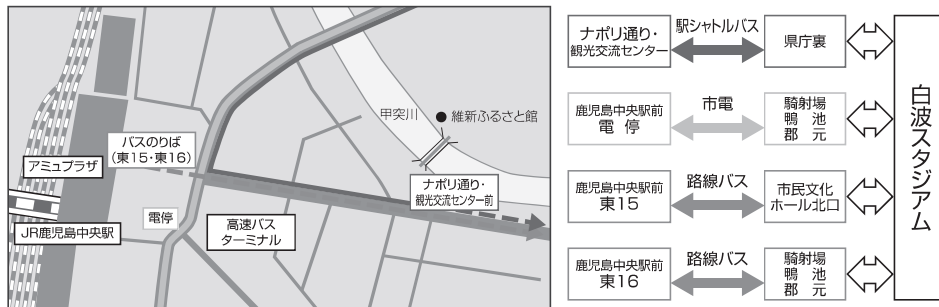 甲突川
維新ふるさと館
バスのりば
(東15・東16)
アミュプラザ
ナポリ通り・
観光交流センター前
電停
高速バス
ターミナル
JR鹿児島中央駅
ナポリ通り・
観光交流センター
駅シャトルバス
県庁裏
鹿児島中央駅前
電停
市電
騎射場
鴨池
郡元
鹿児島中央駅前
東15
路線バス
市民文化
ホール北口
鹿児島中央駅前
東16
路線バス
騎射場
鴨池
郡元
白波スタジアム